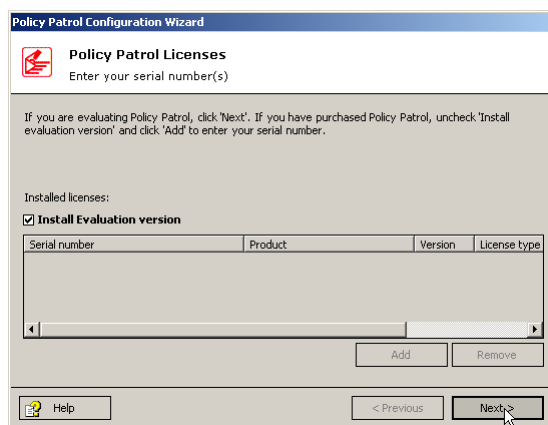 Policy Patrol Configuration Wizard
Policy Patrol Licenses
Enter your serial number(s)
If you are evaluating Policy Patrol, click 'Next'. If you have purchased Policy Patrol, uncheck 'Install
evaluation version' and click 'Add' to enter your serial number.
Installed licenses:
Install Evaluation version
Serial number Product Version License type
Add Remove
Help < Previous Next >